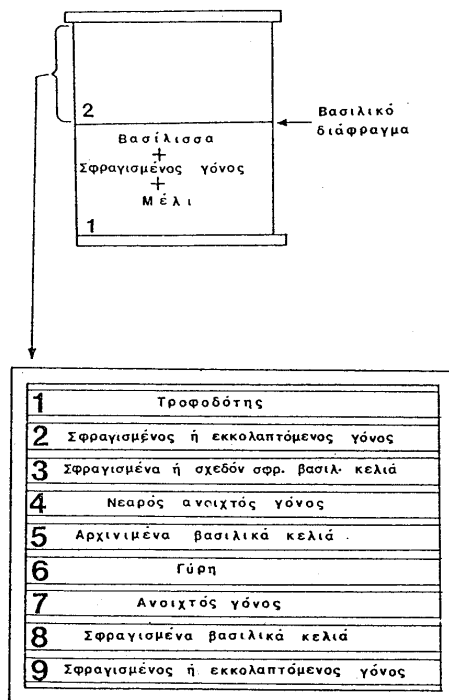 2
Βασιλικό
διάφραγμα
Βασίλισσα
+
Σφραγισμένος γόνος
+
Μέλι
1
1 Τροφοδότης
2 Σφραγισμένος ή εκκολαπτόμενος γόνος
3 Σφραγισμένα ή σχεδόν σφρ. βασιλ. κελιά
4 Νεαρός ανοιχτός γόνος
5 Αρχινιμένα βασιλικά κελιά
6 Γύρη
7 Ανοιχτός γόνος
8 Σφραγισμένα βασιλικά κελιά
9 Σφραγισμένος ή εκκολαπτόμενος γόνος